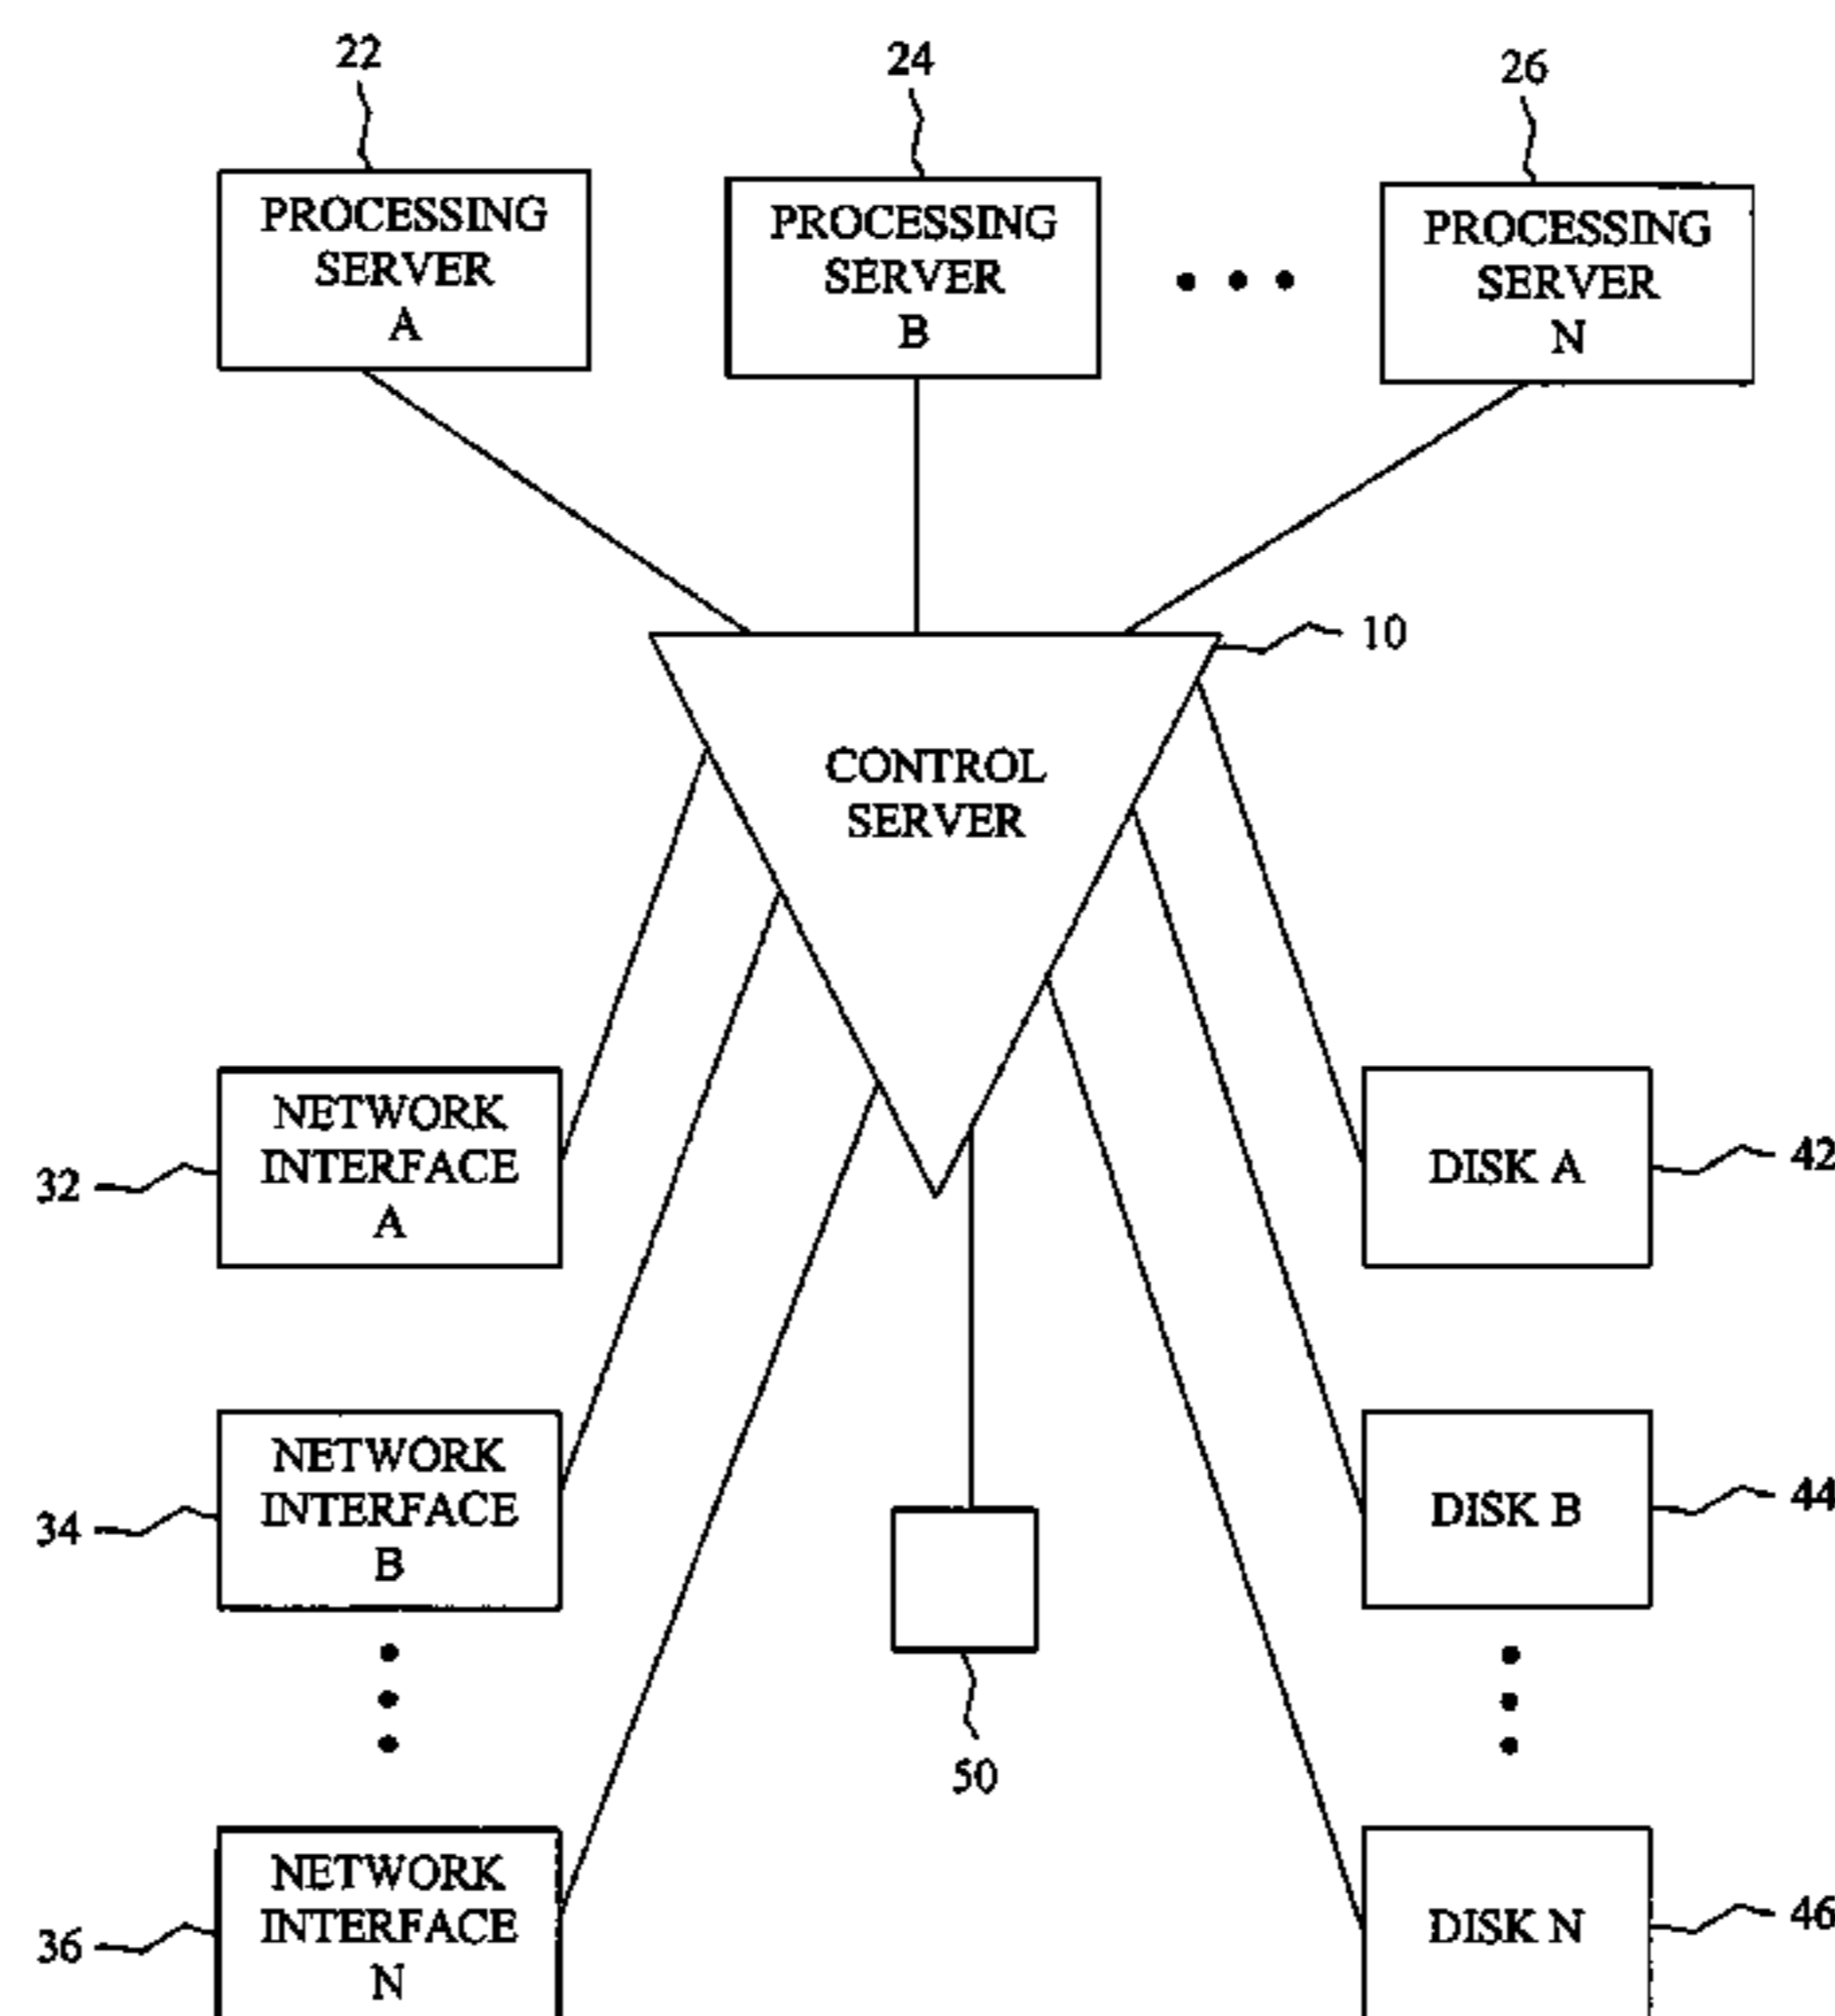 22
24
26
PROCESSING
SERVER
A
PROCESSING
SERVER
B
PROCESSING
SERVER
N
10
CONTROL
SERVER
NETWORK
INTERFACE
A
32
DISK A
42
NETWORK
INTERFACE
B
34
DISK B
44
50
NETWORK
INTERFACE
N
36
DISK N
46